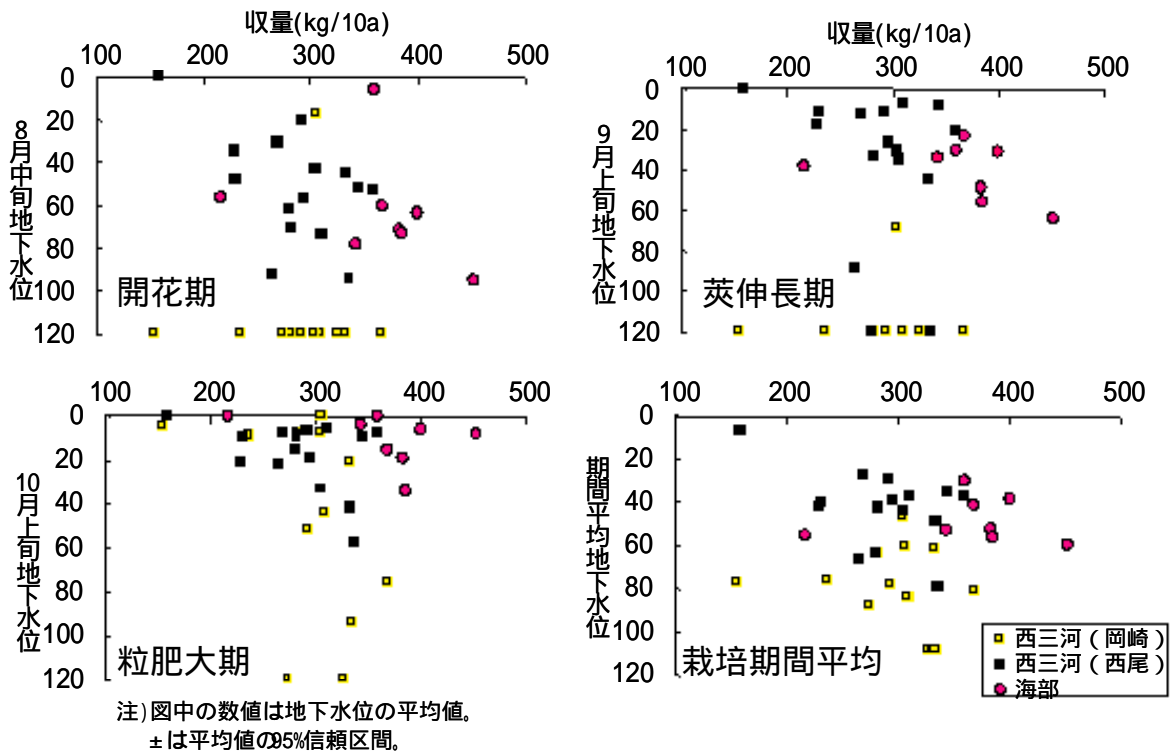 収量(kg/10a)
100 200 300 400 500
0
20
40
60
80
100
120
8月中旬地下水位
開花期
収量(kg/10a)
100 200 300 400 500
0
20
40
60
80
100
120
9月上旬地下水位
莢伸長期
100 200 300 400 500
0
20
40
60
80
100
120
10月上旬地下水位
粒肥大期
100 200 300 400 500
0
20
40
60
80
100
120
期間平均地下水位
栽培期間平均
西三河（岡崎）
西三河（西尾）
海部
注)図中の数値は地下水位の平均値。
±は平均値の95%信頼区間。